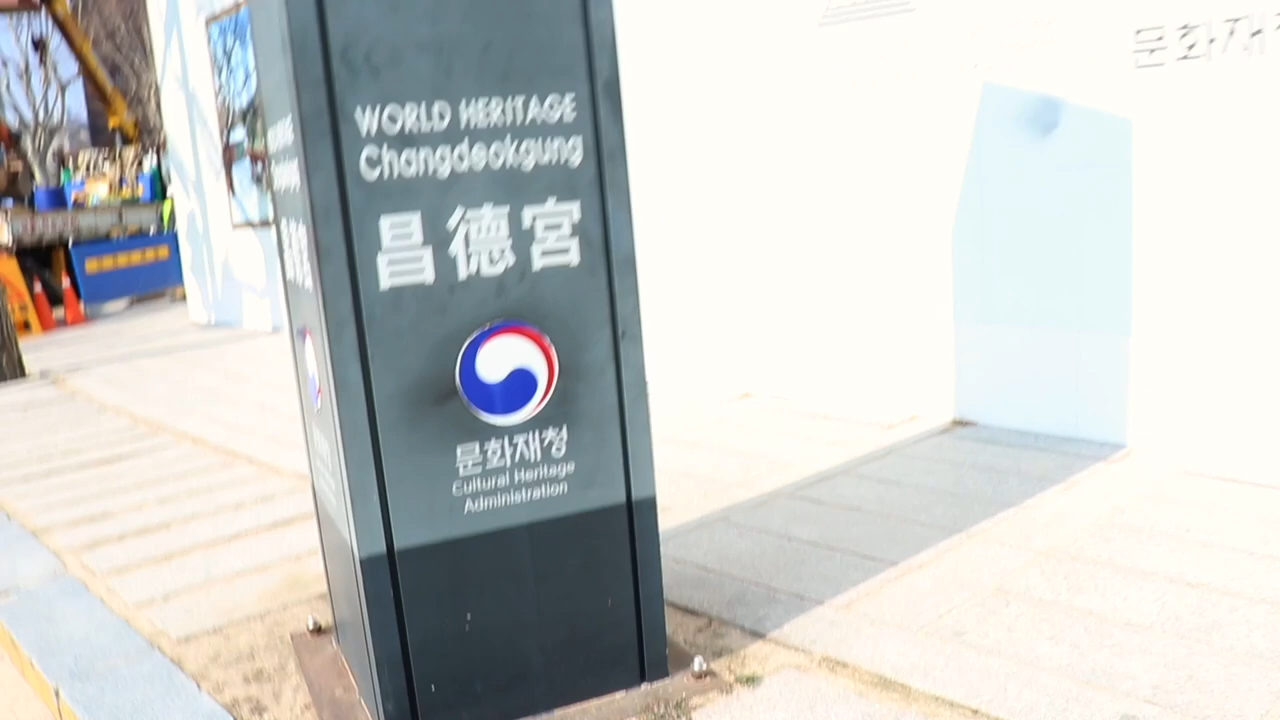 WORLD HERITAGE
Changdeokgung
昌德宮
문화재청
Cultural Heritage
Administration
문화재